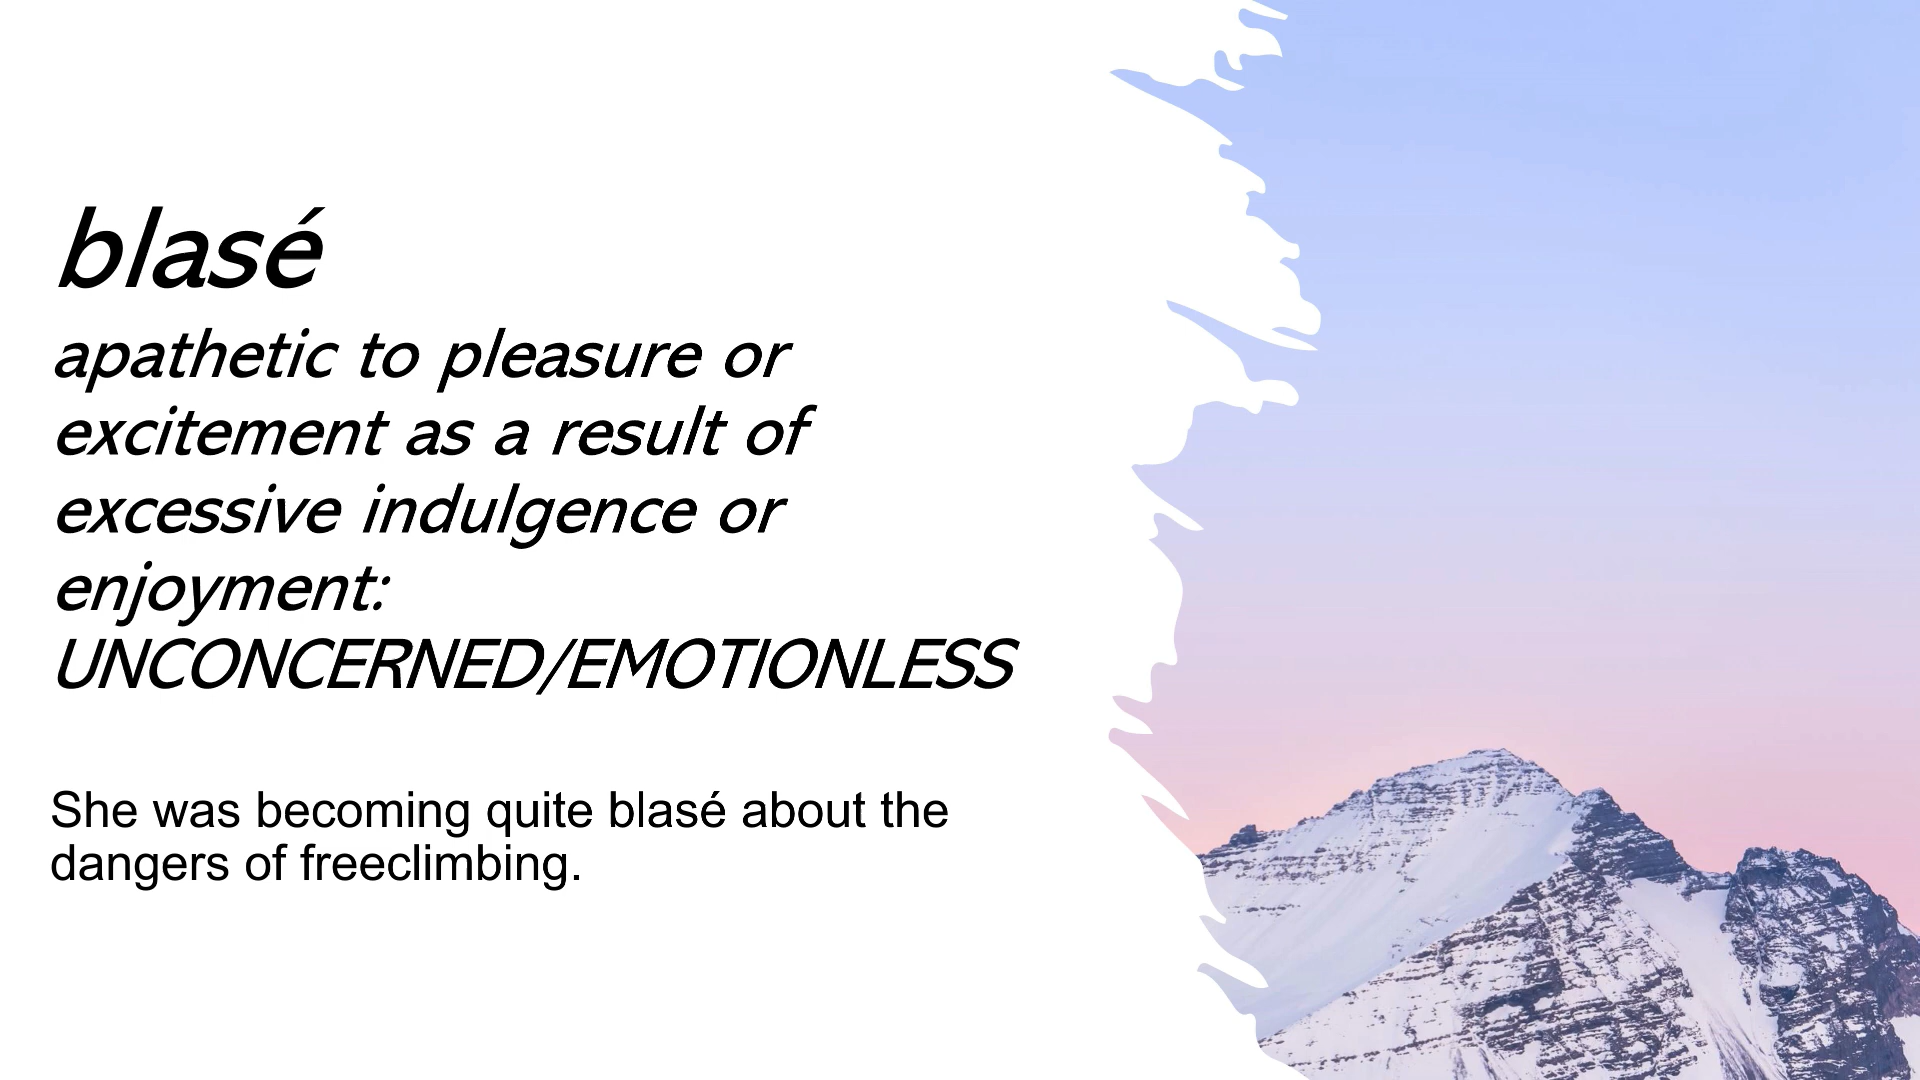 blasé
apathetic to pleasure or
excitement as a result of
excessive indulgence or
enjoyment:
UNCONCERNED/EMOTIONLESS
She was becoming quite blasé about the
dangers of freeclimbing.